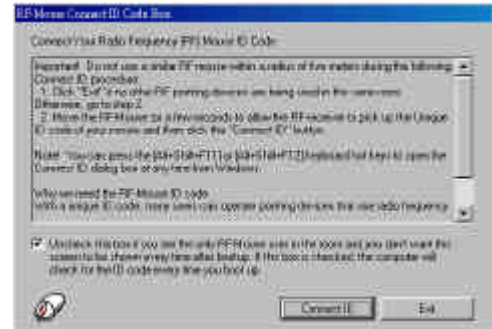 RF-Mouse Connect ID Code Box
Connect Your Radio Frequency (RF) Mouse ID Code
Important! Do not use a similar RF mouse within a radius of five meters during the following
Connect ID procedure
1. Click "Exit" if no other RF pointing devices are being used in the same room.
Otherwise, go to step 2.
2. Move the RF-Mouse for a few seconds to allow the RF receiver to pick up the Unique
ID code of your mouse and then click the "Connect ID" button.
Note! You can press the [Alt+Shift+F11] or [Alt+Shift+F12] keyboard hot keys to open the
Connect ID dialog box at any time from Windows.
Why we need the RF-Mouse ID code
With a unique ID code, more users can operate pointing devices that use radio frequency
Uncheck this box if you are the only RF-Mouse user in the room and you don't want this
screen to be shown every time after bootup. If this box is checked, the computer will
check for the ID code every time you boot up.
Connect ID
Exit